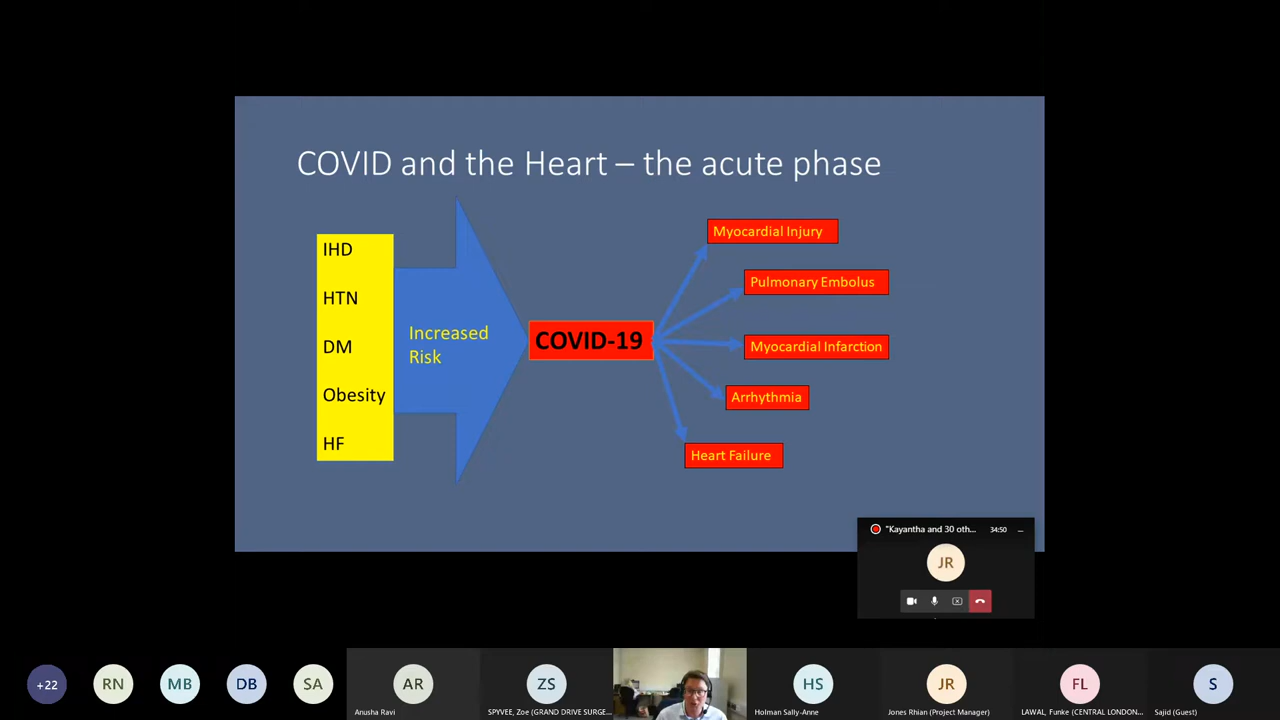 COVID and the Heart – the acute phase
IHD
HTN
DM
Obesity
HF
Increased
Risk
COVID-19
Myocardial Injury
Pulmonary Embolus
Myocardial Infarction
Arrhythmia
Heart Failure
"Kayantha and 30 oth...
34:50
JR
+22
RN
MB
DB
SA
AR
ZS
HS
JR
FL
S
Anusha Ravi
SPYVEE, Zoe (GRAND DRIVE SURGE...
Holman Sally-Anne
Jones Rhian (Project Manager)
LAWAL, Funke (CENTRAL LONDON...
Sajid (Guest)